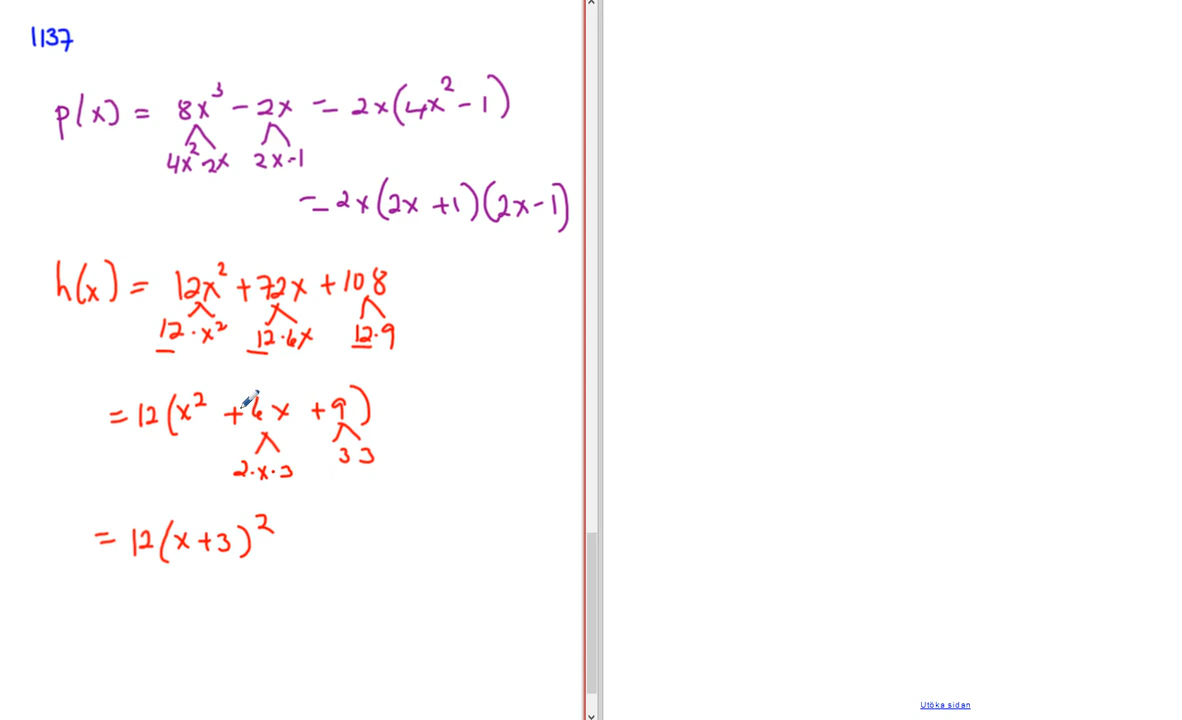 1137
p(x) = 8x³ - 2x = 2x(4x² - 1)
4x²·2x 2x·1
= 2x(2x + 1)(2x - 1)
h(x) = 12x² + 72x + 108
12·x² 12·6x 12·9
= 12(x² + 6x + 9)
2·x·3 3 3
= 12(x+3)²
Utöka sidan